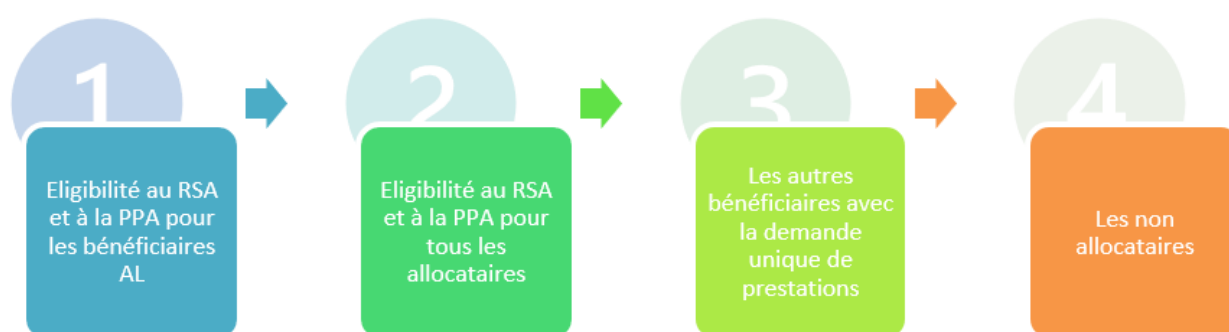 1
Eligibilité au RSA
et à la PPA pour
les bénéficiaires
AL
2
Eligibilité au RSA
et à la PPA pour
tous les
allocataires
3
Les autres
bénéficiaires avec
la demande
unique de
prestations
4
Les non
allocataires